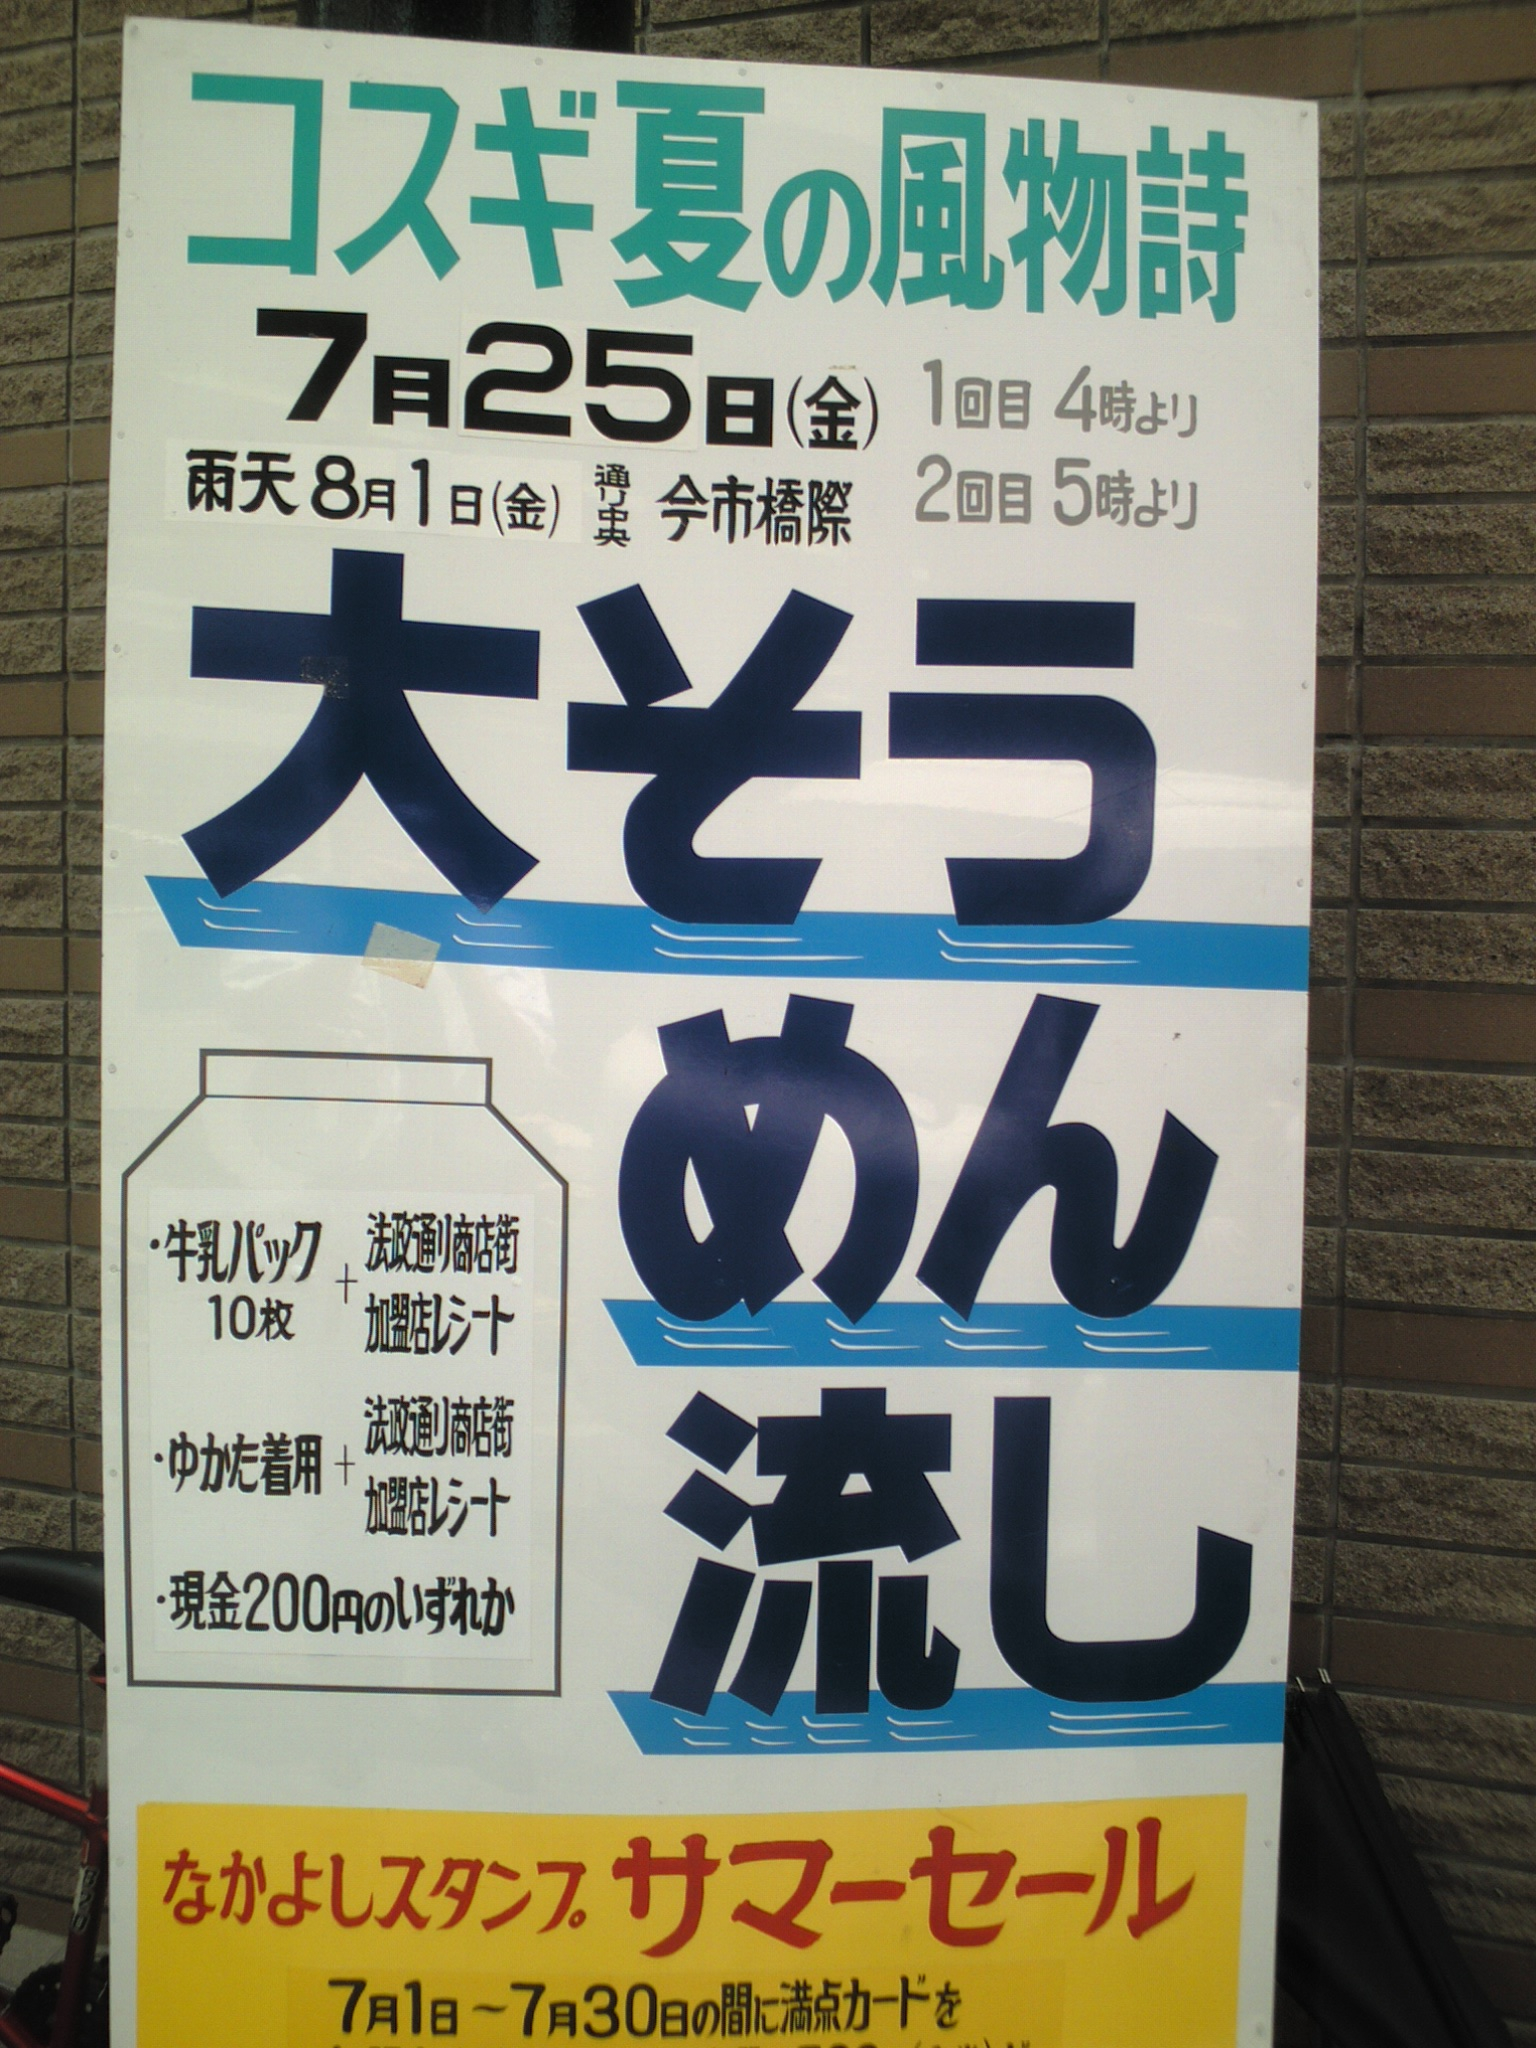 コスギ夏の風物詩
7月25日(金) 1回目 4時より
雨天8月1日(金) 通り中央 今市橋際 2回目 5時より
大そう
めん
流し
・牛乳パック10枚 + 法政通り商店街加盟店レシート
・ゆかた着用 + 法政通り商店街加盟店レシート
・現金200円のいずれか
なかよしスタンプ サマーセール
7月1日～7月30日の間に満点カードを